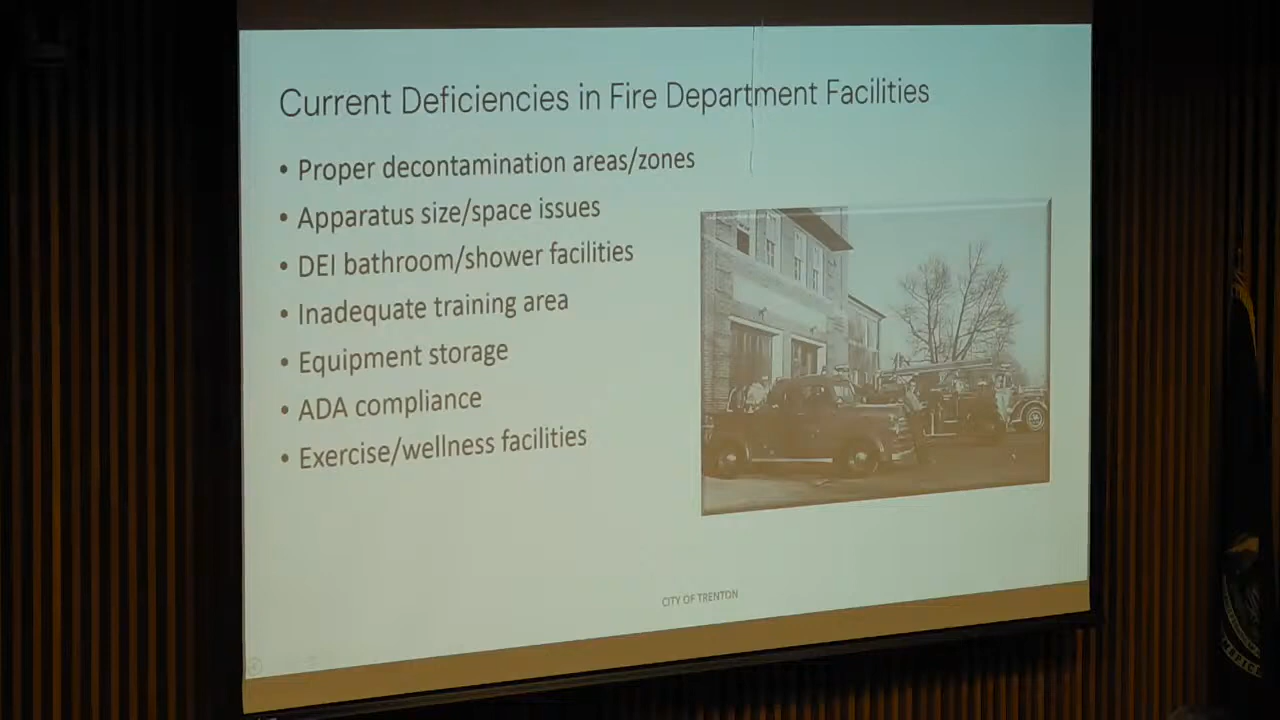 Current Deficiencies in Fire Department Facilities
• Proper decontamination areas/zones
• Apparatus size/space issues
• DEI bathroom/shower facilities
• Inadequate training area
• Equipment storage
• ADA compliance
• Exercise/wellness facilities
CITY OF TRENTON